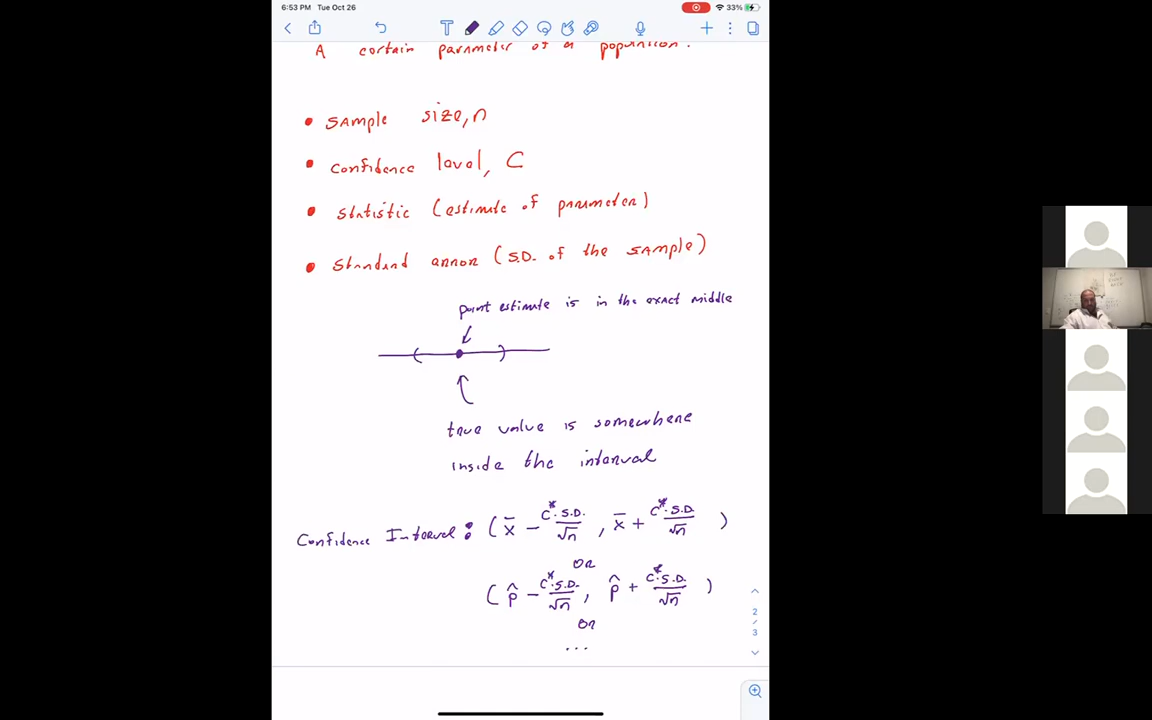 6:53 PM Tue Oct 26
33%
A certain parameter of a population.
• sample size, n
• confidence level, C
• statistic (estimate of parameter)
• standard error (S.D. of the sample)
point estimate is in the exact middle
true value is somewhere
inside the interval
Confidence Interval: (x̄ − C*·S.D./√n, x̄ + C*·S.D./√n)
OR
(p̂ − C*·S.D./√n, p̂ + C*·S.D./√n)
OR
...
2
/
3